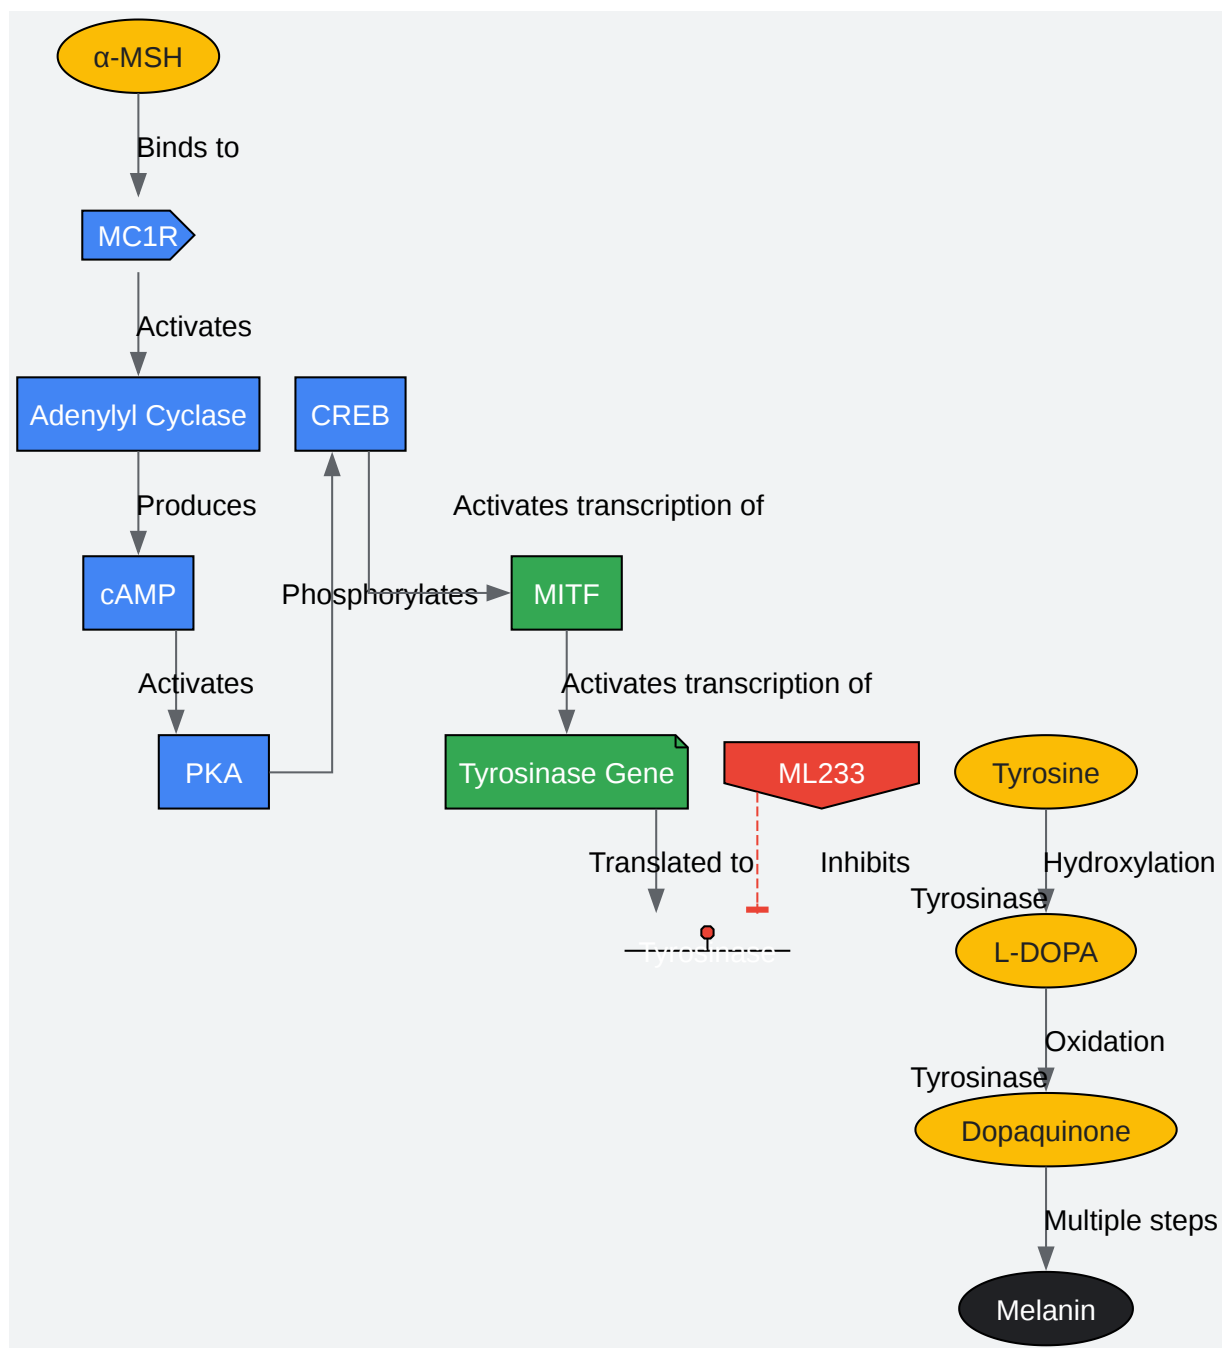 α-MSH
Binds to
MC1R
Activates
Adenylyl Cyclase
CREB
Produces
Activates transcription of
cAMP
Phosphorylates
MITF
Activates
Activates transcription of
PKA
Tyrosinase Gene
ML233
Tyrosine
Translated to
Inhibits
Hydroxylation
Tyrosinase
Tyrosinase
L-DOPA
Oxidation
Tyrosinase
Dopaquinone
Multiple steps
Melanin